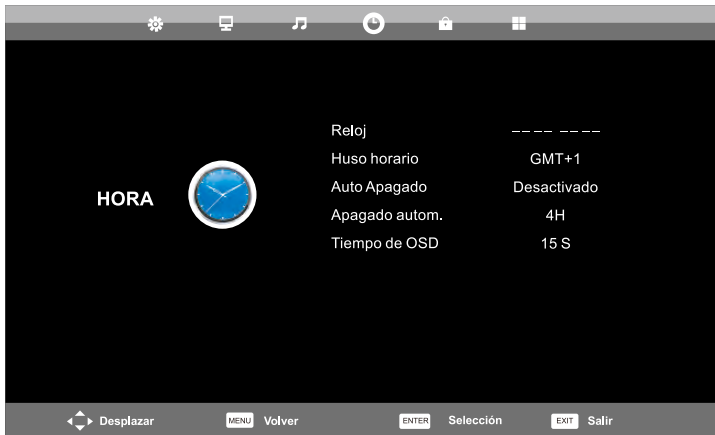 Reloj –––– ––––
Huso horario GMT+1
Auto Apagado Desactivado
HORA
Apagado autom. 4H
Tiempo de OSD 15 S
Desplazar MENU Volver ENTER Selección EXIT Salir